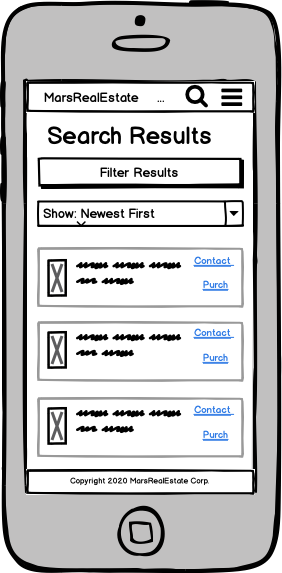 MarsRealEstate ...
Search Results
Filter Results
Show: Newest First
Contact
Purch
Contact
Purch
Contact
Purch
Copyright 2020 MarsRealEstate Corp.